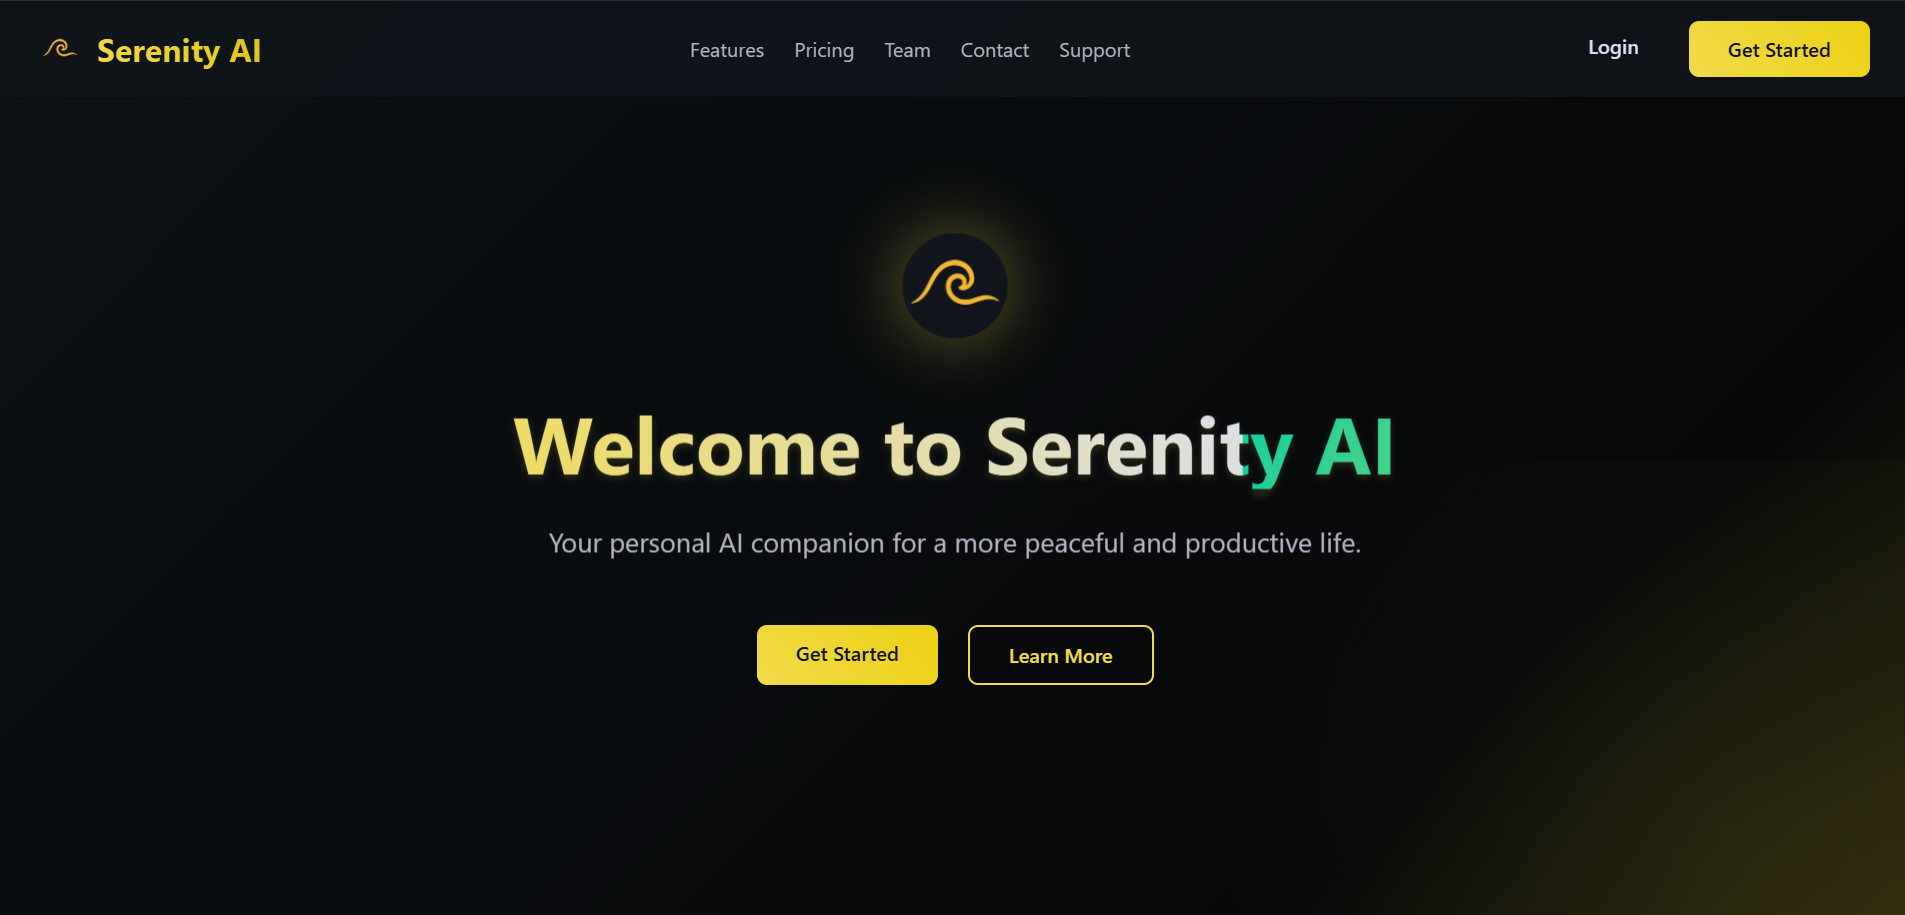 Serenity AI
Features
Pricing
Team
Contact
Support
Login
Get Started
Welcome to Serenity AI
Your personal AI companion for a more peaceful and productive life.
Get Started
Learn More